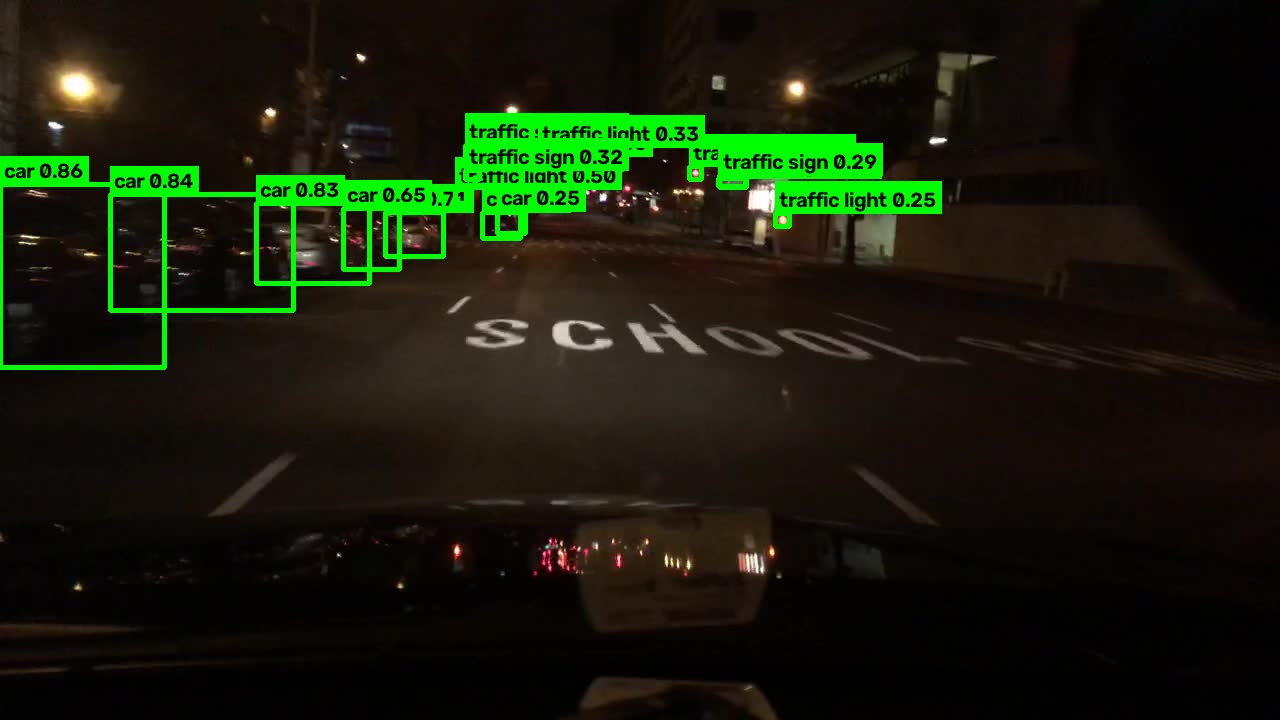 traffic light 0.33
traffic sign 0.32
traffic sign 0.29
car 0.86
car 0.84
car 0.83
car 0.65
traffic light 0.50
car 0.25
traffic light 0.25
SCHOOL